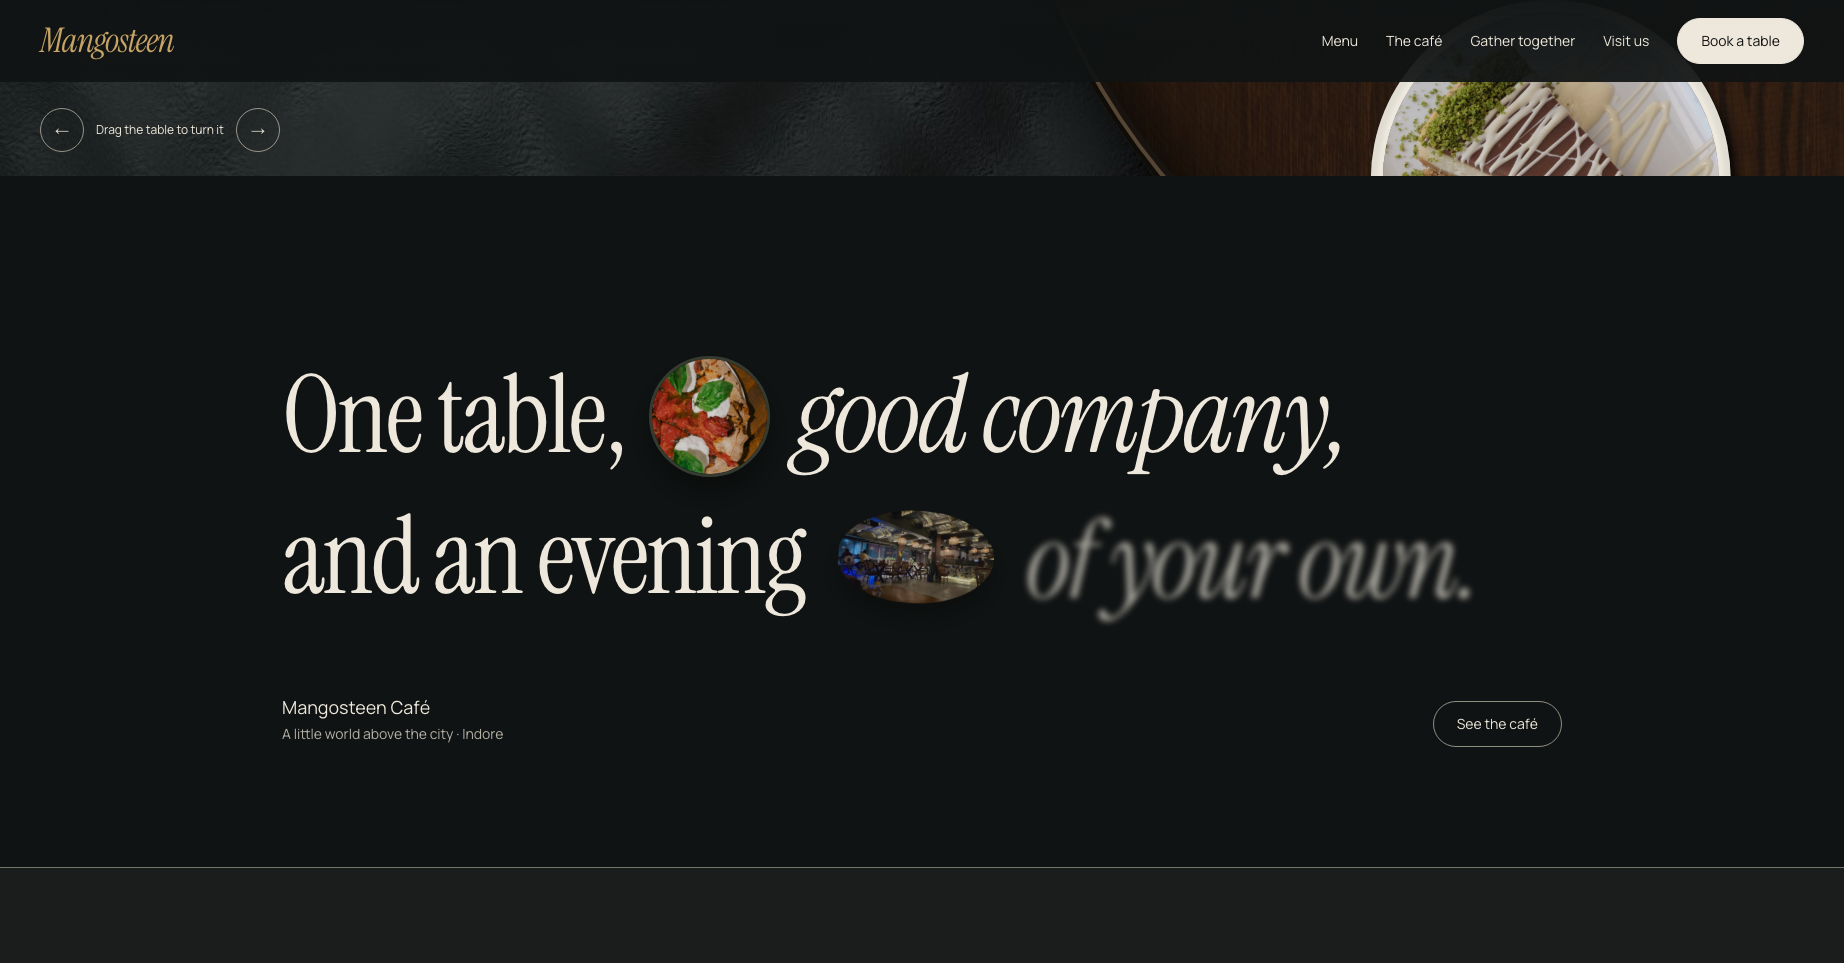 Mangosteen
Menu The café Gather together Visit us Book a table
← Drag the table to turn it →
One table, good company,
and an evening of your own.
Mangosteen Café
A little world above the city · Indore
See the café